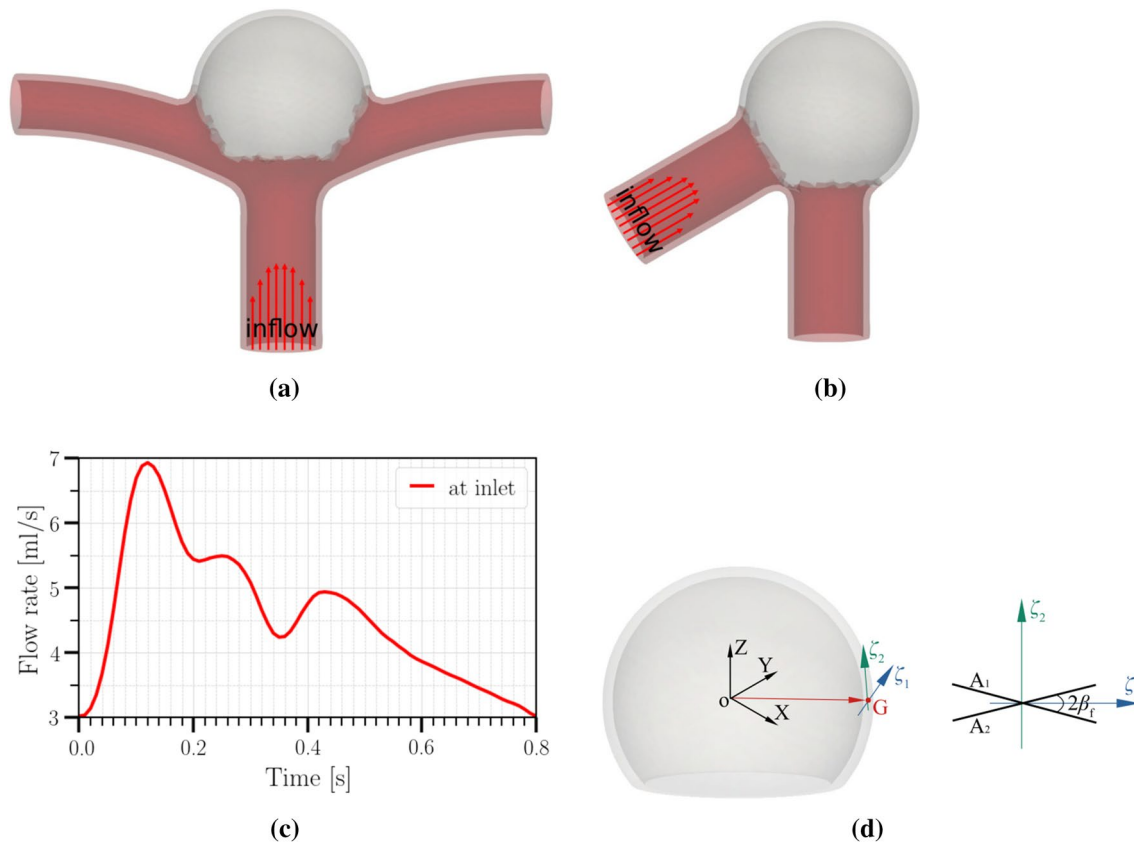 inflow
(a)
inflow
(b)
7
6
5
4
3
Flow rate [ml/s]
at inlet
0.0 0.2 0.4 0.6 0.8
Time [s]
(c)
Z
Y
o
X
ζ₂
ζ₁
G
ζ₂
A₁
A₂
2β_f
ζ
(d)